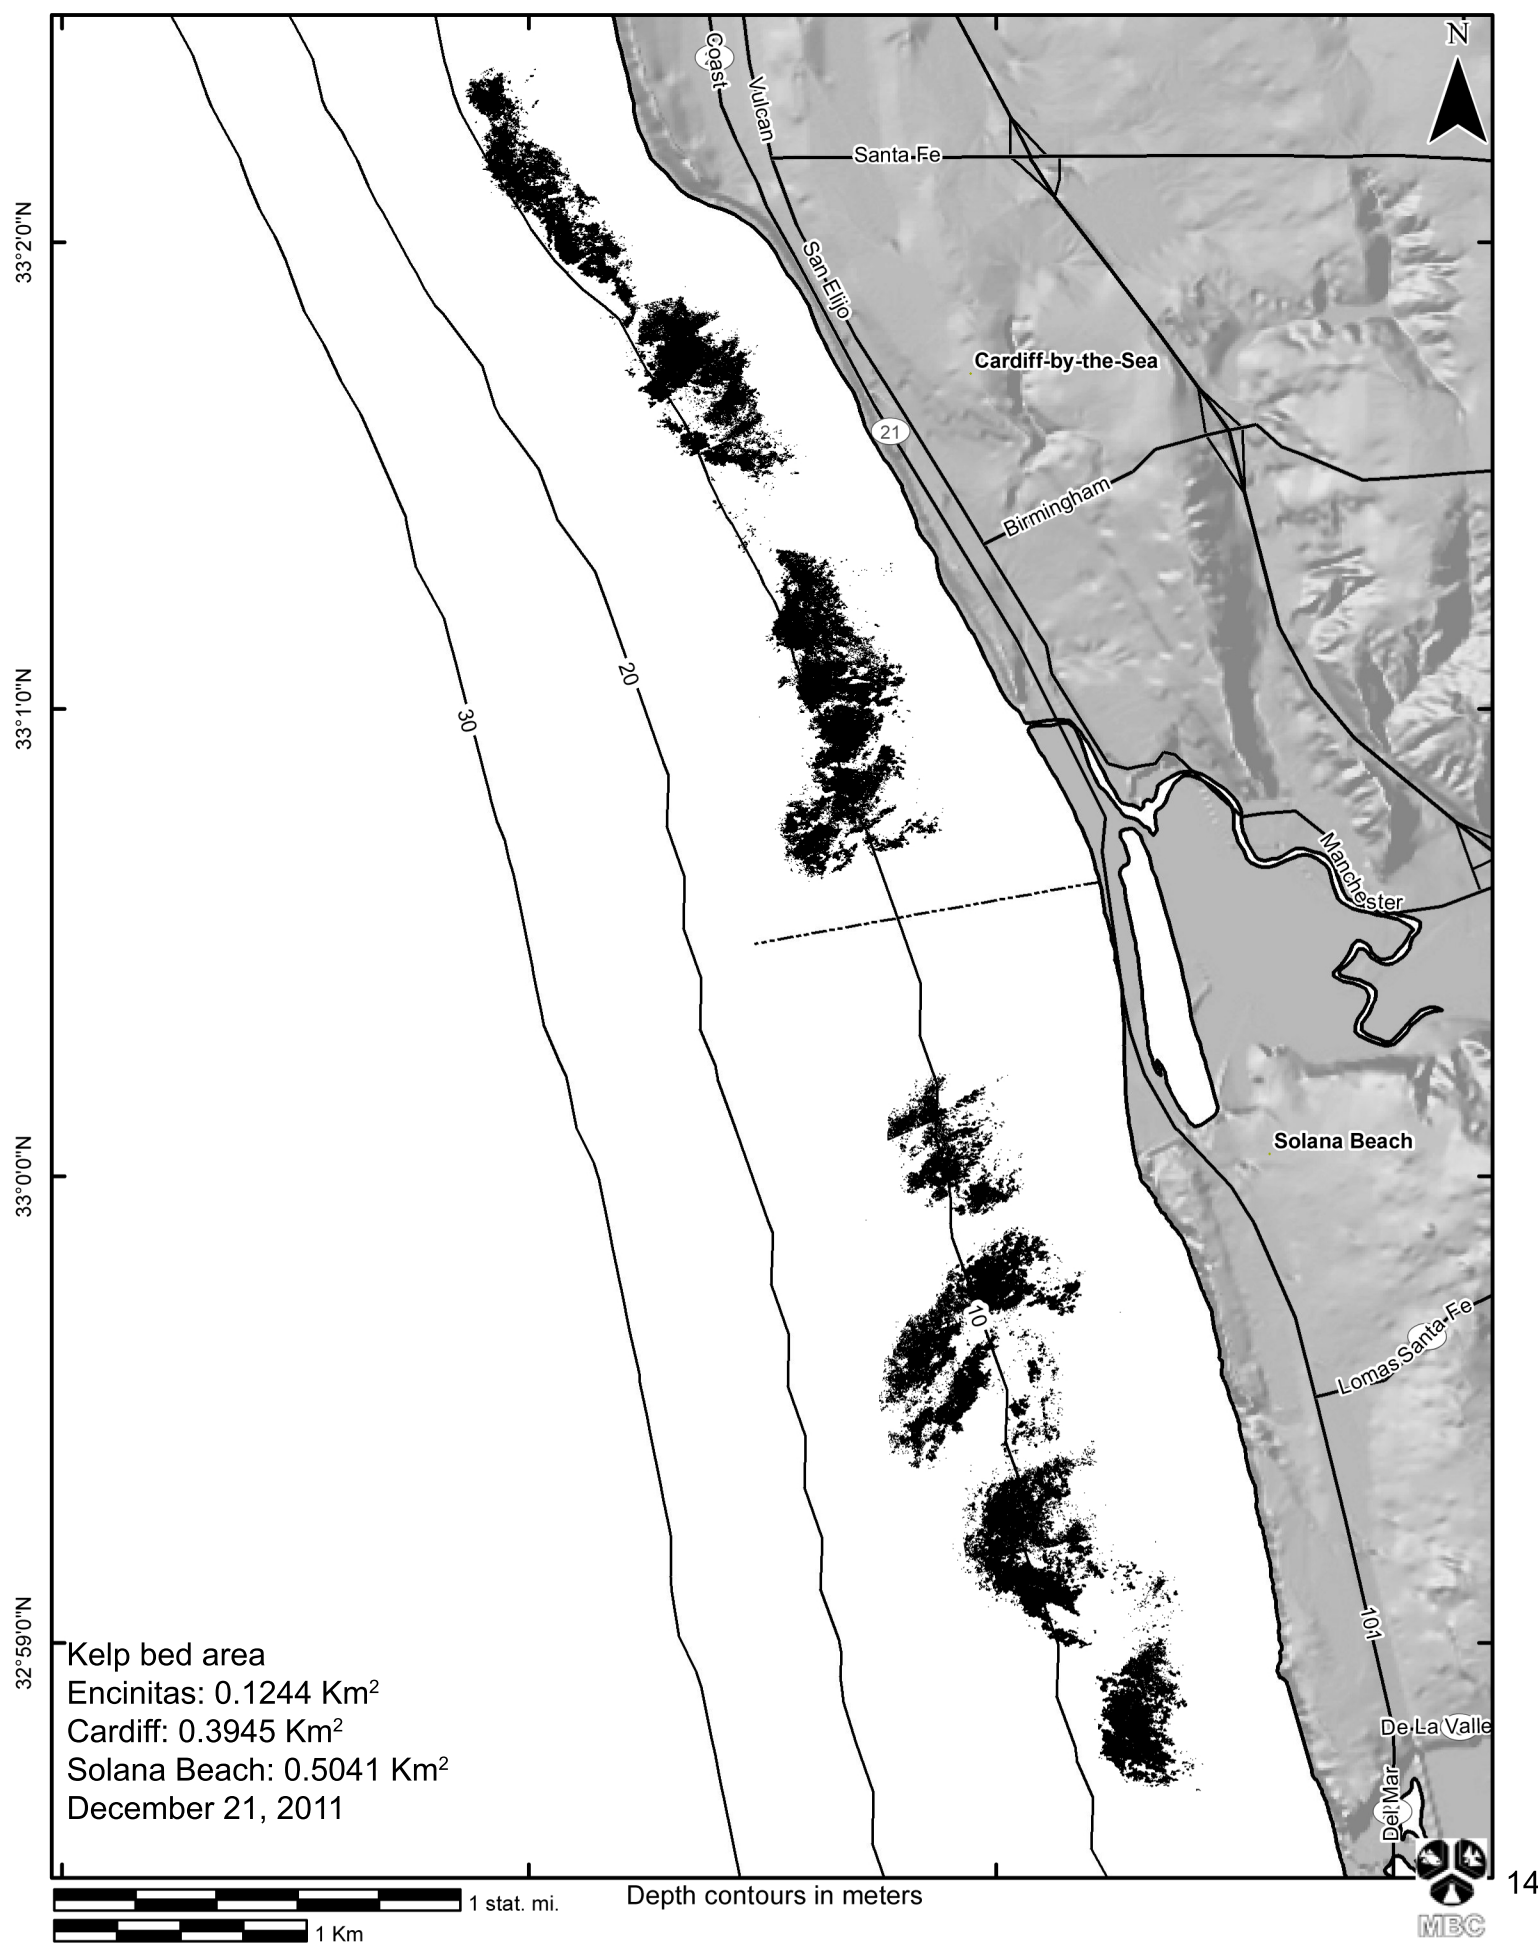 N
Coast
Vulcan
Santa Fe
33°2'0"N
San Elijo
Cardiff-by-the-Sea
21
Birmingham
20
33°1'0"N
30
Manchester
33°0'0"N
Solana Beach
10
Lomas Santa Fe
101
32°59'0"N
Kelp bed area
Encinitas: 0.1244 Km²
Cardiff: 0.3945 Km²
Solana Beach: 0.5041 Km²
December 21, 2011
De La Valle
Del Mar
14
1 stat. mi.
Depth contours in meters
1 Km
MBC